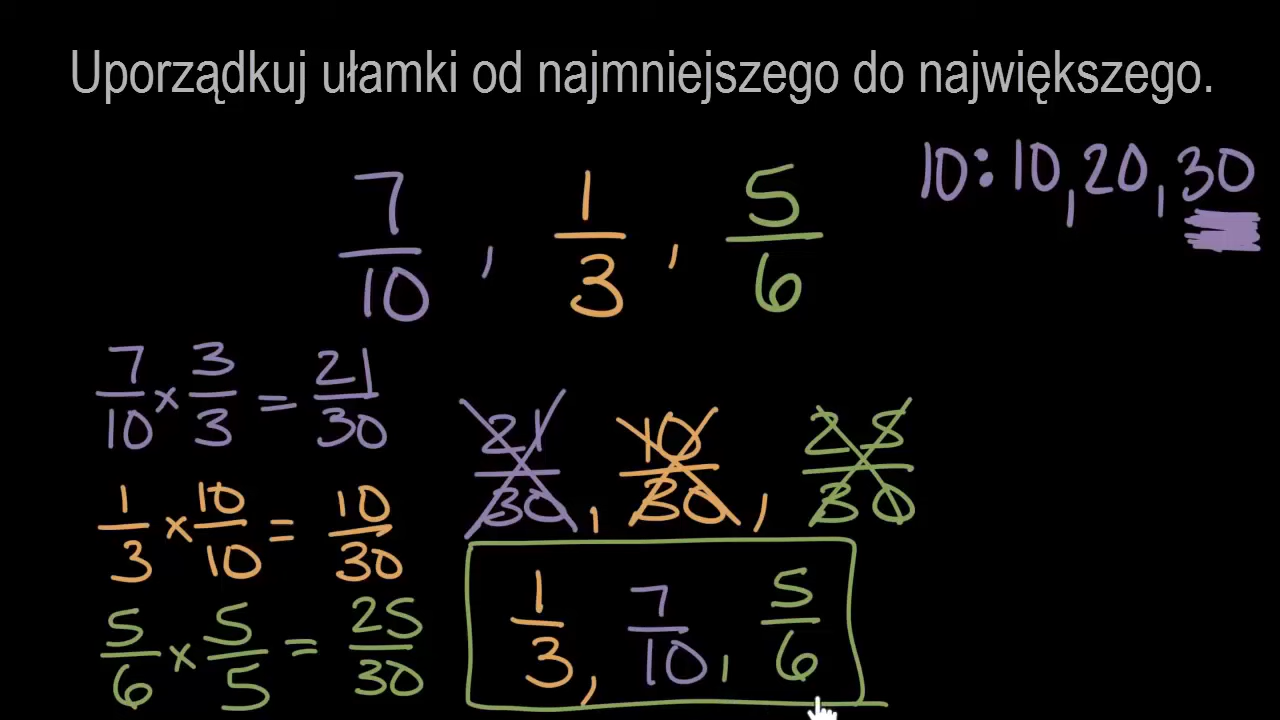 Uporządkuj ułamki od najmniejszego do największego.
10: 10, 20, 30
7/10, 1/3, 5/6
7/10 × 3/3 = 21/30
21/30, 10/30, 25/30
1/3 × 10/10 = 10/30
1/3, 7/10, 5/6
5/6 × 5/5 = 25/30